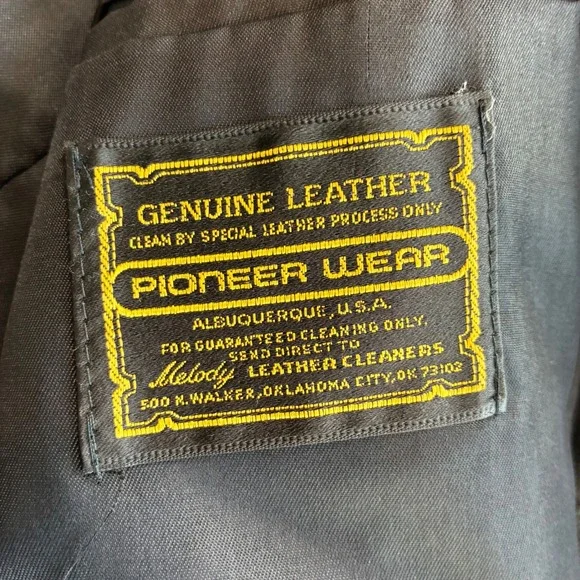 GENUINE LEATHER
CLEAN BY SPECIAL LEATHER PROCESS ONLY
PIONEER WEAR
ALBUQUERQUE, U.S.A.
FOR GUARANTEED CLEANING ONLY,
SEND DIRECT TO
Melody LEATHER CLEANERS
500 N. WALKER, OKLAHOMA CITY, OK 73102